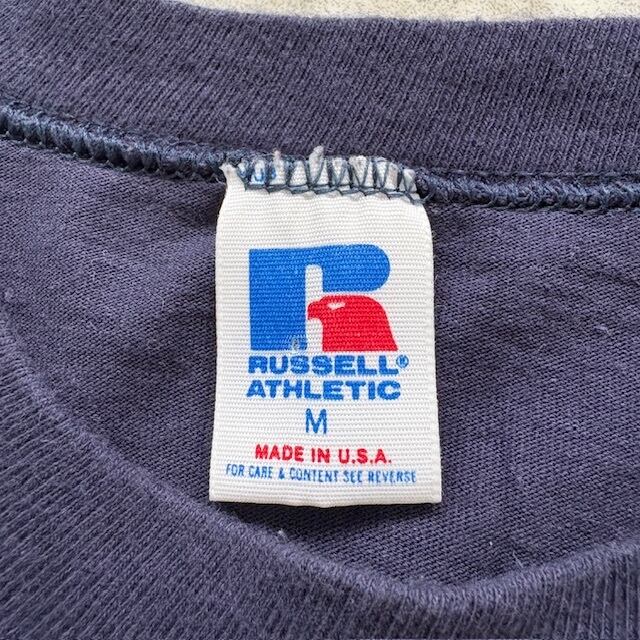 RUSSELL®
ATHLETIC
M
MADE IN U.S.A.
FOR CARE & CONTENT SEE REVERSE